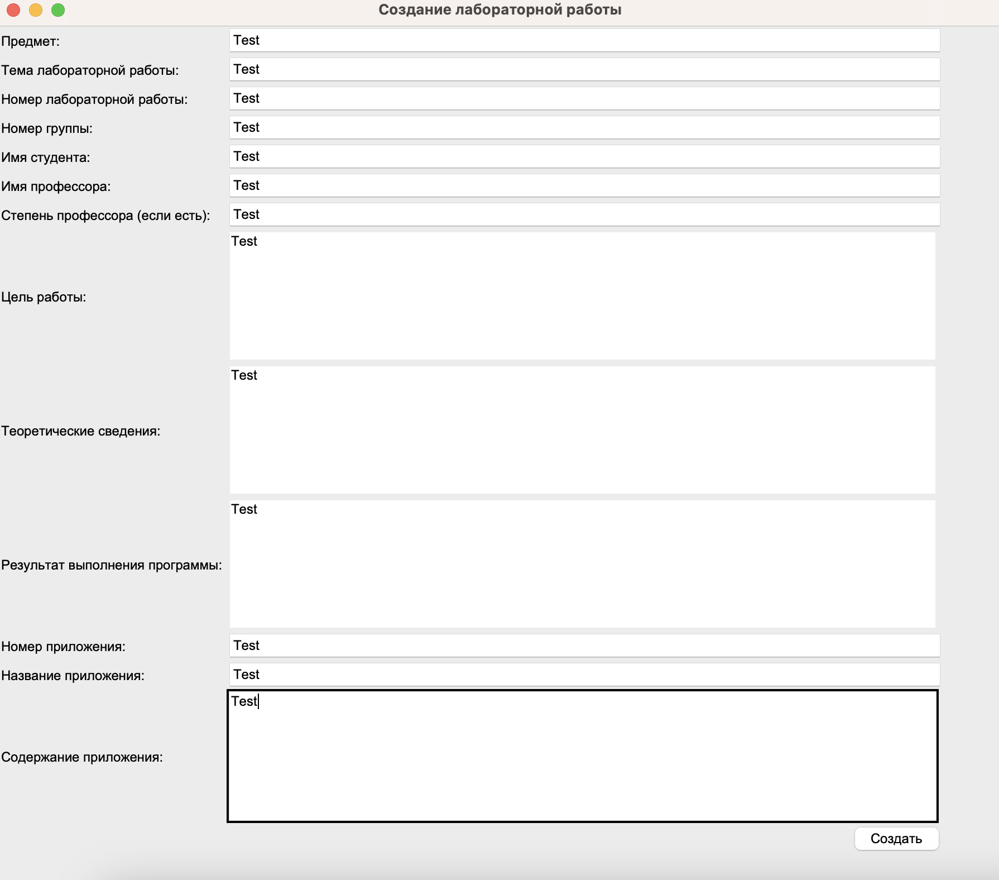 Создание лабораторной работы
Предмет: Test
Тема лабораторной работы: Test
Номер лабораторной работы: Test
Номер группы: Test
Имя студента: Test
Имя профессора: Test
Степень профессора (если есть): Test
Цель работы: Test
Теоретические сведения: Test
Результат выполнения программы: Test
Номер приложения: Test
Название приложения: Test
Содержание приложения: Test
Создать